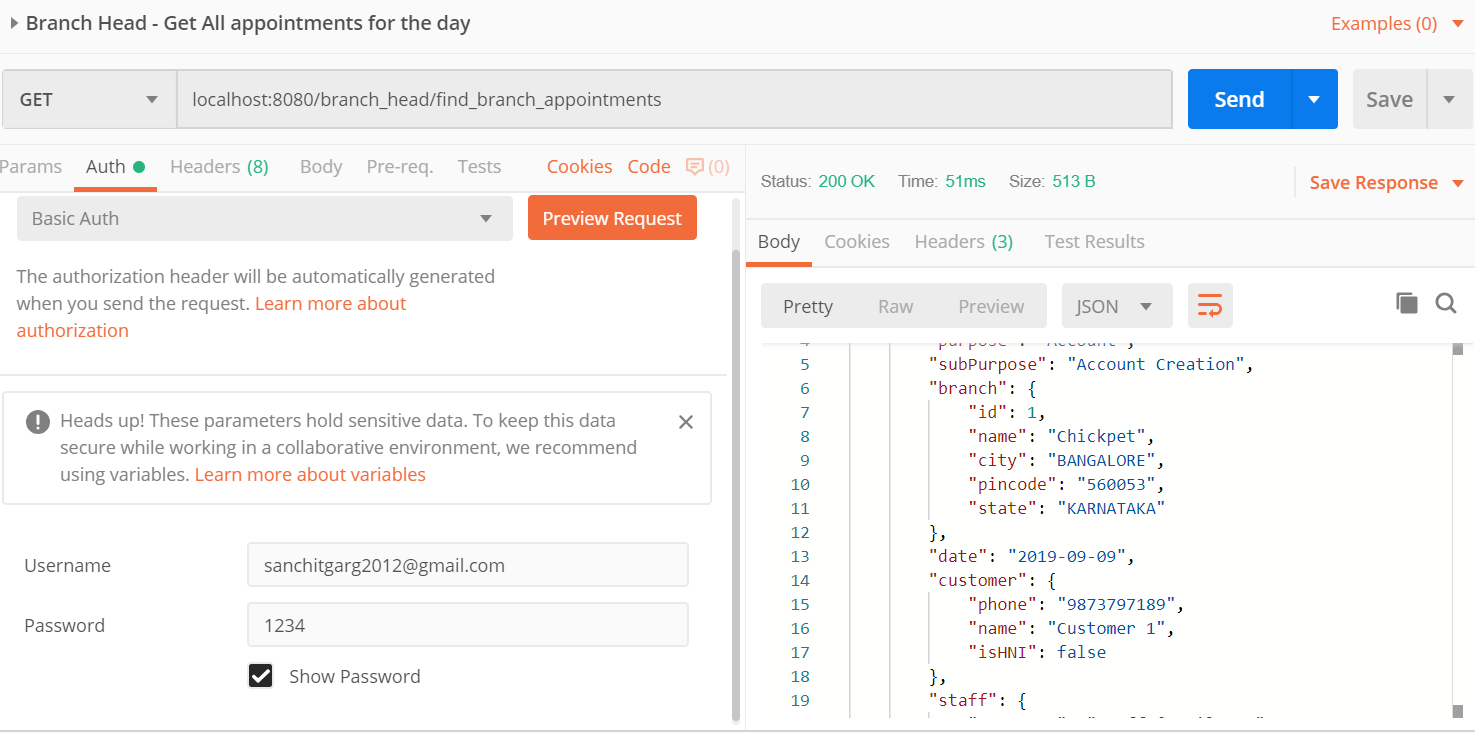 Branch Head - Get All appointments for the day
Examples (0)
GET
localhost:8080/branch_head/find_branch_appointments
Send
Save
Params Auth Headers (8) Body Pre-req. Tests Cookies Code (0)
Basic Auth
Preview Request
The authorization header will be automatically generated
when you send the request. Learn more about
authorization
Heads up! These parameters hold sensitive data. To keep this data
secure while working in a collaborative environment, we recommend
using variables. Learn more about variables
Username
sanchitgarg2012@gmail.com
Password
1234
Show Password
Status: 200 OK Time: 51ms Size: 513 B
Save Response
Body Cookies Headers (3) Test Results
Pretty Raw Preview JSON
4 "purpose": "Account",
5 "subPurpose": "Account Creation",
6 "branch": {
7 "id": 1,
8 "name": "Chickpet",
9 "city": "BANGALORE",
10 "pincode": "560053",
11 "state": "KARNATAKA"
12 },
13 "date": "2019-09-09",
14 "customer": {
15 "phone": "9873797189",
16 "name": "Customer 1",
17 "isHNI": false
18 },
19 "staff": {